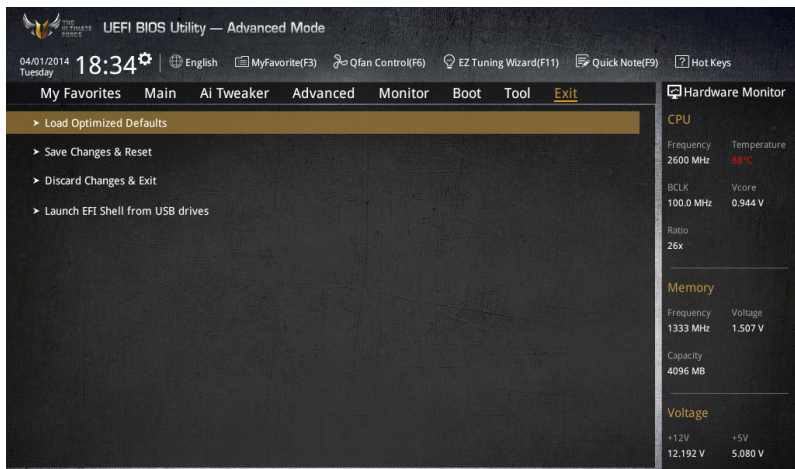 THE
ULTIMATE
FORCE
UEFI BIOS Utility — Advanced Mode
04/01/2014
Tuesday
18:34
English
MyFavorite(F3)
Qfan Control(F6)
EZ Tuning Wizard(F11)
Quick Note(F9)
? Hot Keys
My Favorites Main Ai Tweaker Advanced Monitor Boot Tool Exit
Load Optimized Defaults
Save Changes & Reset
Discard Changes & Exit
Launch EFI Shell from USB drives
Hardware Monitor
CPU
Frequency Temperature
2600 MHz 88°C
BCLK Vcore
100.0 MHz 0.944 V
Ratio
26x
Memory
Frequency Voltage
1333 MHz 1.507 V
Capacity
4096 MB
Voltage
+12V +5V
12.192 V 5.080 V